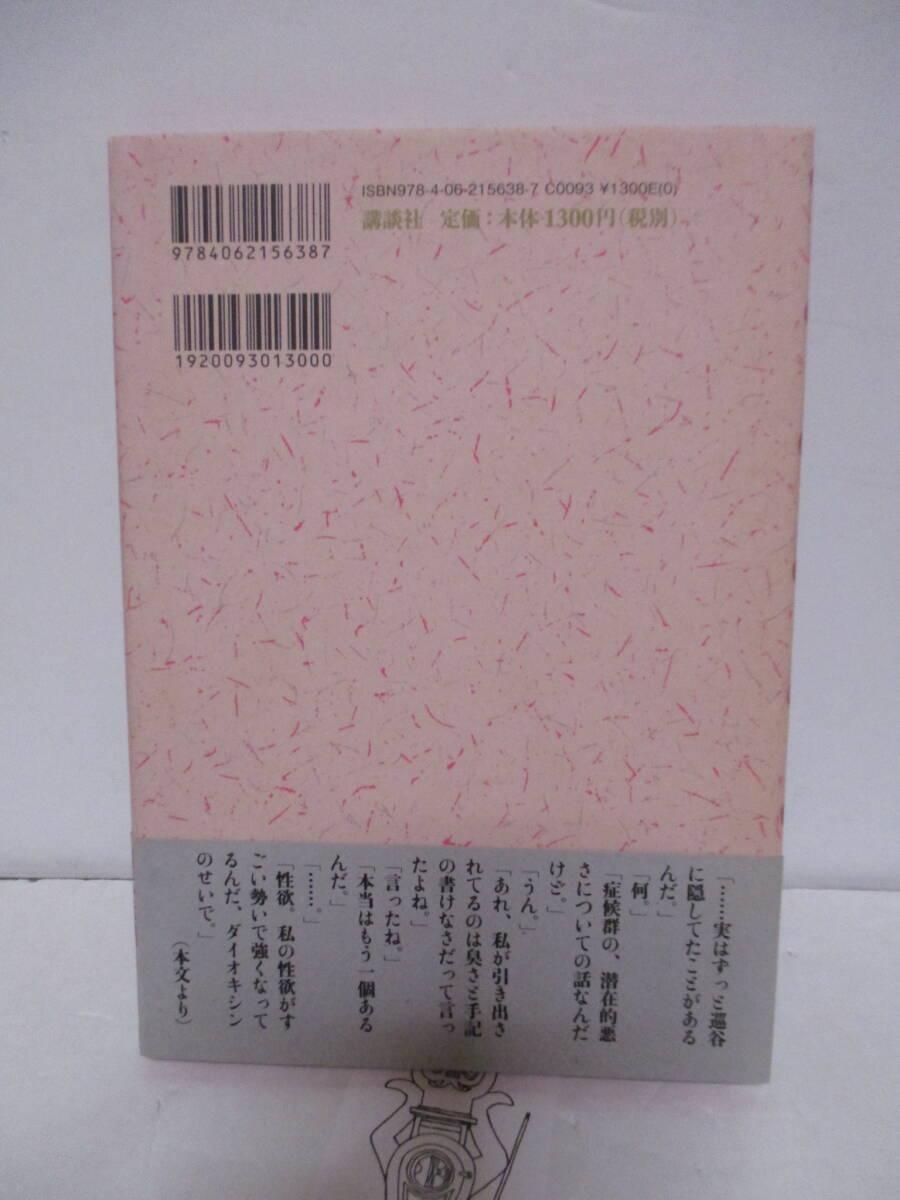 ISBN978-4-06-215638-7 C0093 ¥1300E(0)
講談社 定価:本体1300円(税別)
9784062156387
1920093013000
「……実はずっと巡谷
に隠してたことがある
んだ。」
「何。」
「症候群の、潜在的悪
さについての話なんだ
けど。」
「うん。」
「あれ、私が引き出さ
れてるのは臭さと手記
の書けなさだって言っ
たよね。」
「言ったね。」
「本当はもう一個ある
んだ。」
「……。」
「性欲。私の性欲がす
ごい勢いで強くなって
るんだ、ダイオキシン
のせいで。」
(本文より)